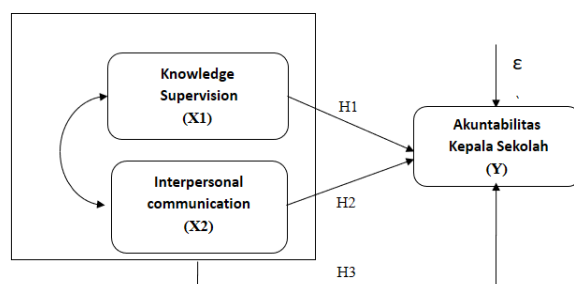 Knowledge
Supervision
(X1)
Interpersonal
communication
(X2)
H1
H2
H3
ε
Akuntabilitas
Kepala Sekolah
(Y)